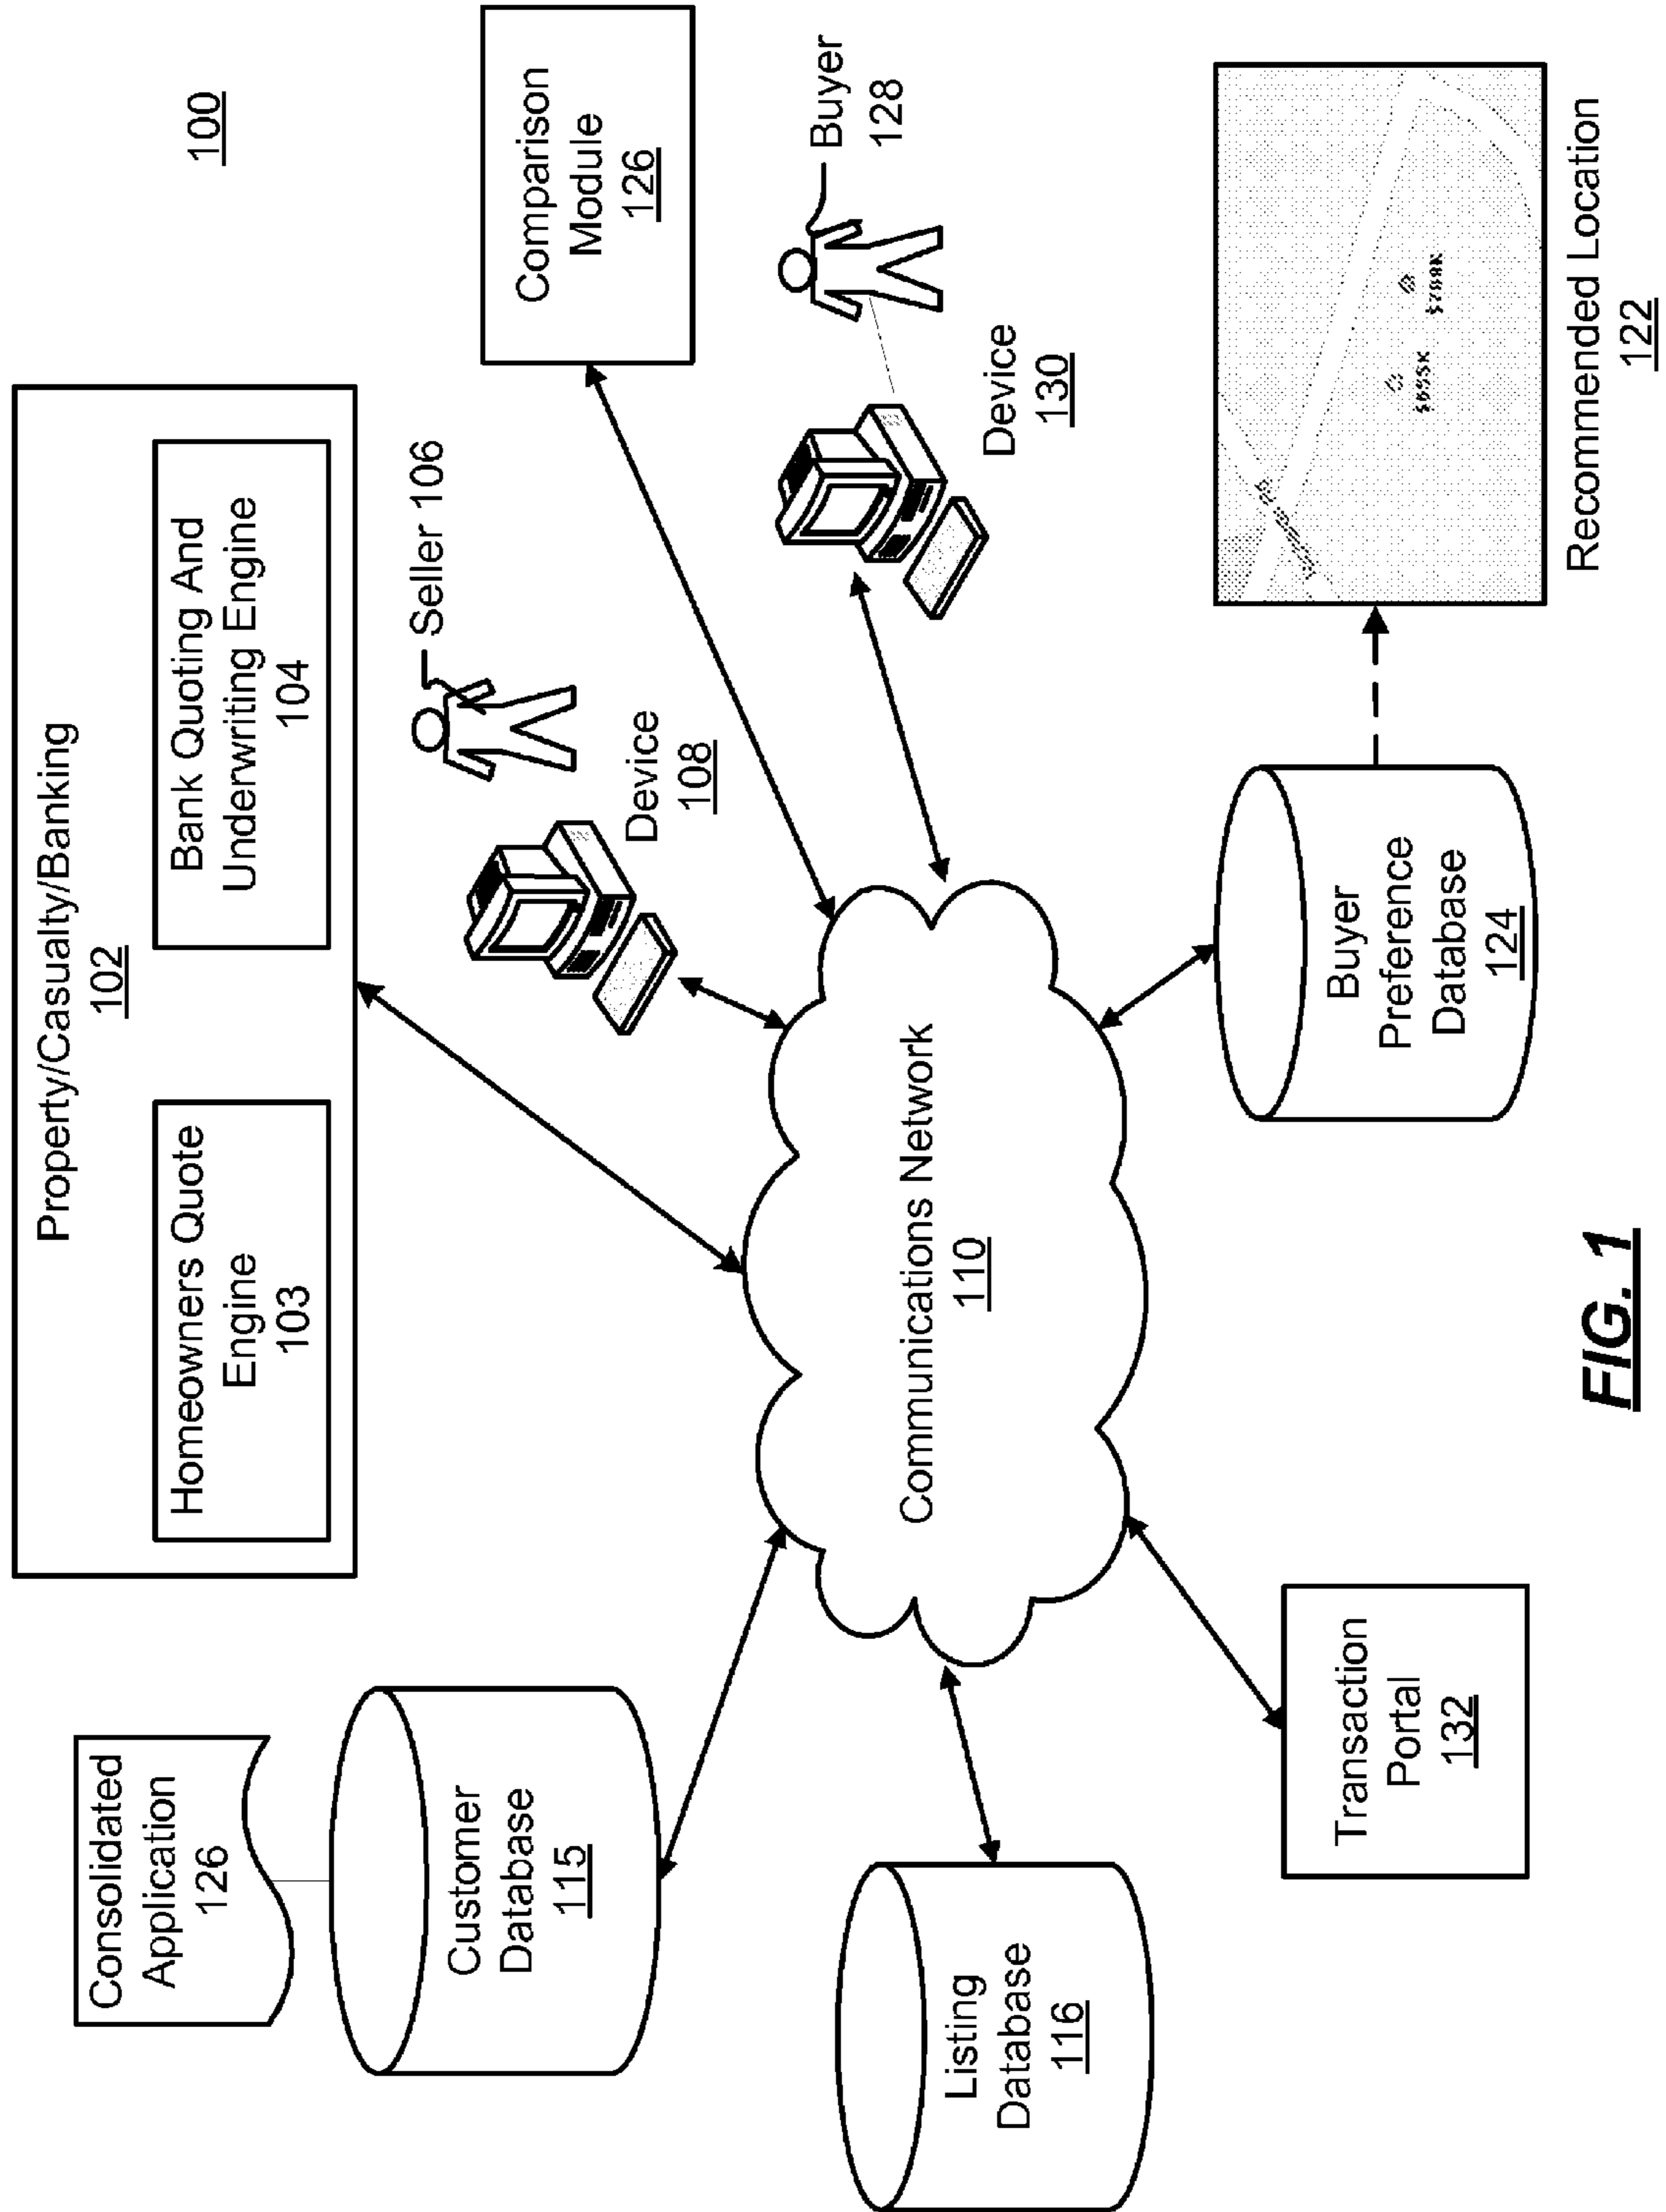 100
Property/Casualty/Banking
102
Homeowners Quote
Engine
103
Bank Quoting And
Underwriting Engine
104
Consolidated
Application
126
Customer
Database
115
Seller 106
Device
108
Comparison
Module
126
Buyer
128
Device
130
Communications Network
110
Listing
Database
116
Transaction
Portal
132
Buyer
Preference
Database
124
$695K
$788K
Recommended Location
122
FIG. 1